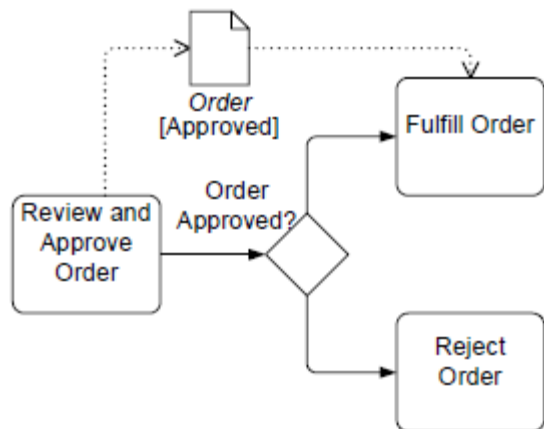 Order
[Approved]
Fulfill Order
Order
Approved?
Review and
Approve
Order
Reject
Order